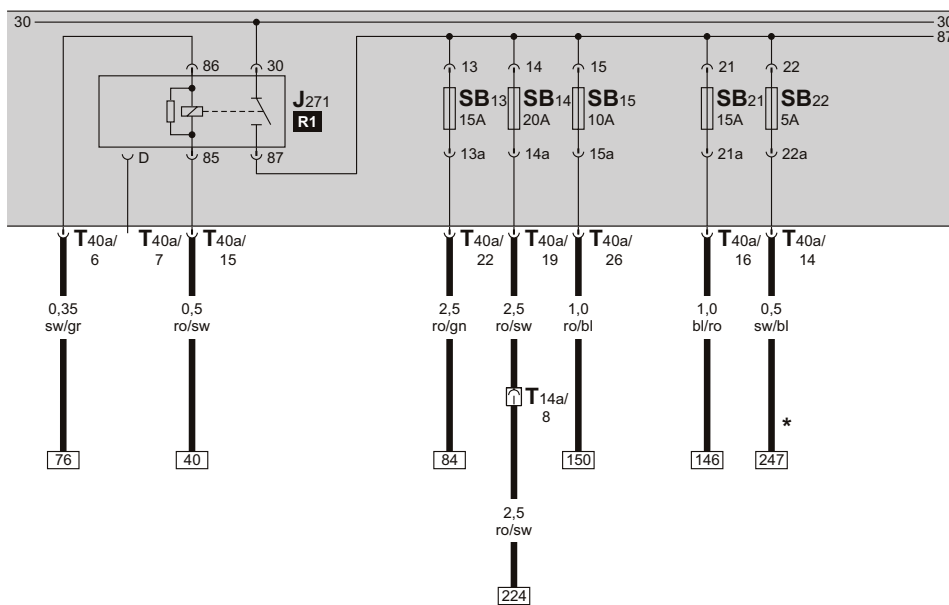 30 30
87
86 30 13 14 15 21 22
J271 SB13 SB14 SB15 SB21 SB22
R1 15A 20A 10A 15A 5A
D 85 87 13a 14a 15a 21a 22a
T40a/ T40a/ T40a/ T40a/ T40a/ T40a/ T40a/ T40a/
6 7 15 22 19 26 16 14
0,35 0,5 2,5 2,5 1,0 1,0 0,5
sw/gr ro/sw ro/gn ro/sw ro/bl bl/ro sw/bl
T14a/
8
*
76 40 84 150 146 247
2,5
ro/sw
224